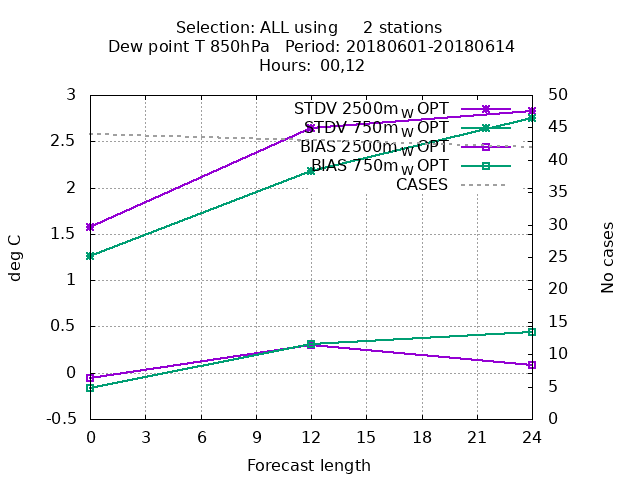 Selection: ALL using     2 stations
Dew point T 850hPa   Period: 20180601-20180614
Hours:  00,12
STDV 2500m_W OPT
STDV 750m_W OPT
BIAS 2500m_W OPT
BIAS 750m_W OPT
CASES
deg C
3
2.5
2
1.5
1
0.5
0
-0.5
50
45
40
35
30
25
20
15
10
5
0
No cases
0 3 6 9 12 15 18 21 24
Forecast length